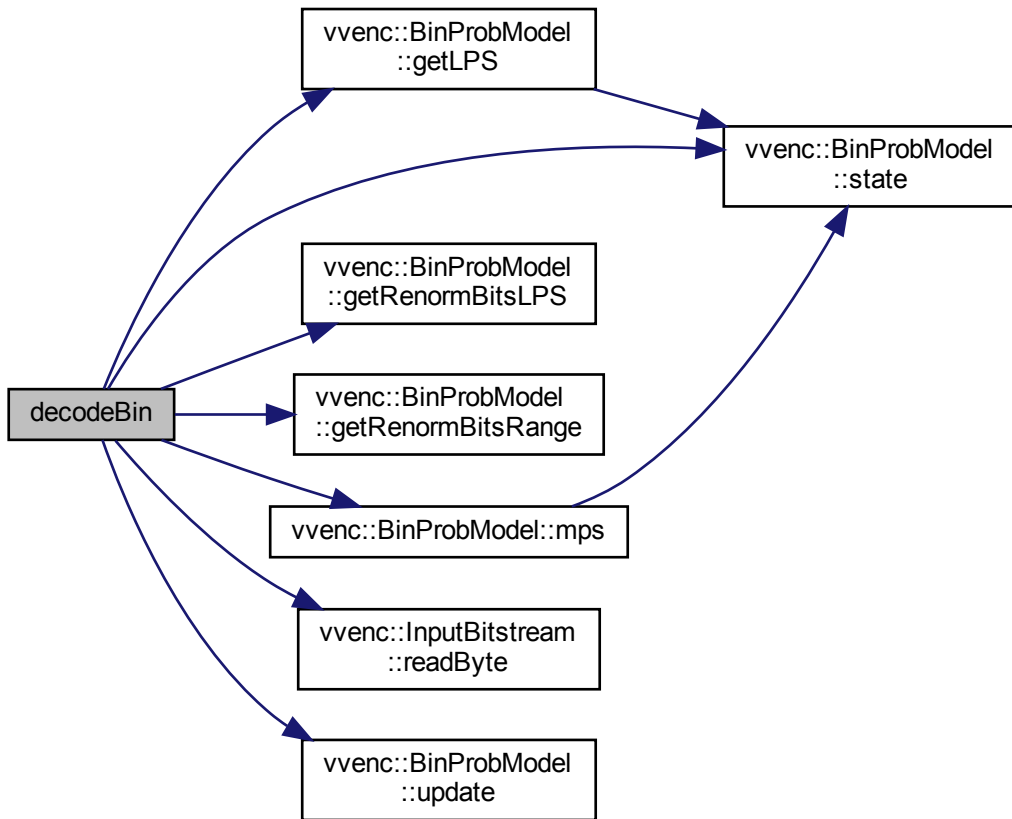 vvenc::BinProbModel
::getLPS
vvenc::BinProbModel
::state
vvenc::BinProbModel
::getRenormBitsLPS
decodeBin
vvenc::BinProbModel
::getRenormBitsRange
vvenc::BinProbModel::mps
vvenc::InputBitstream
::readByte
vvenc::BinProbModel
::update